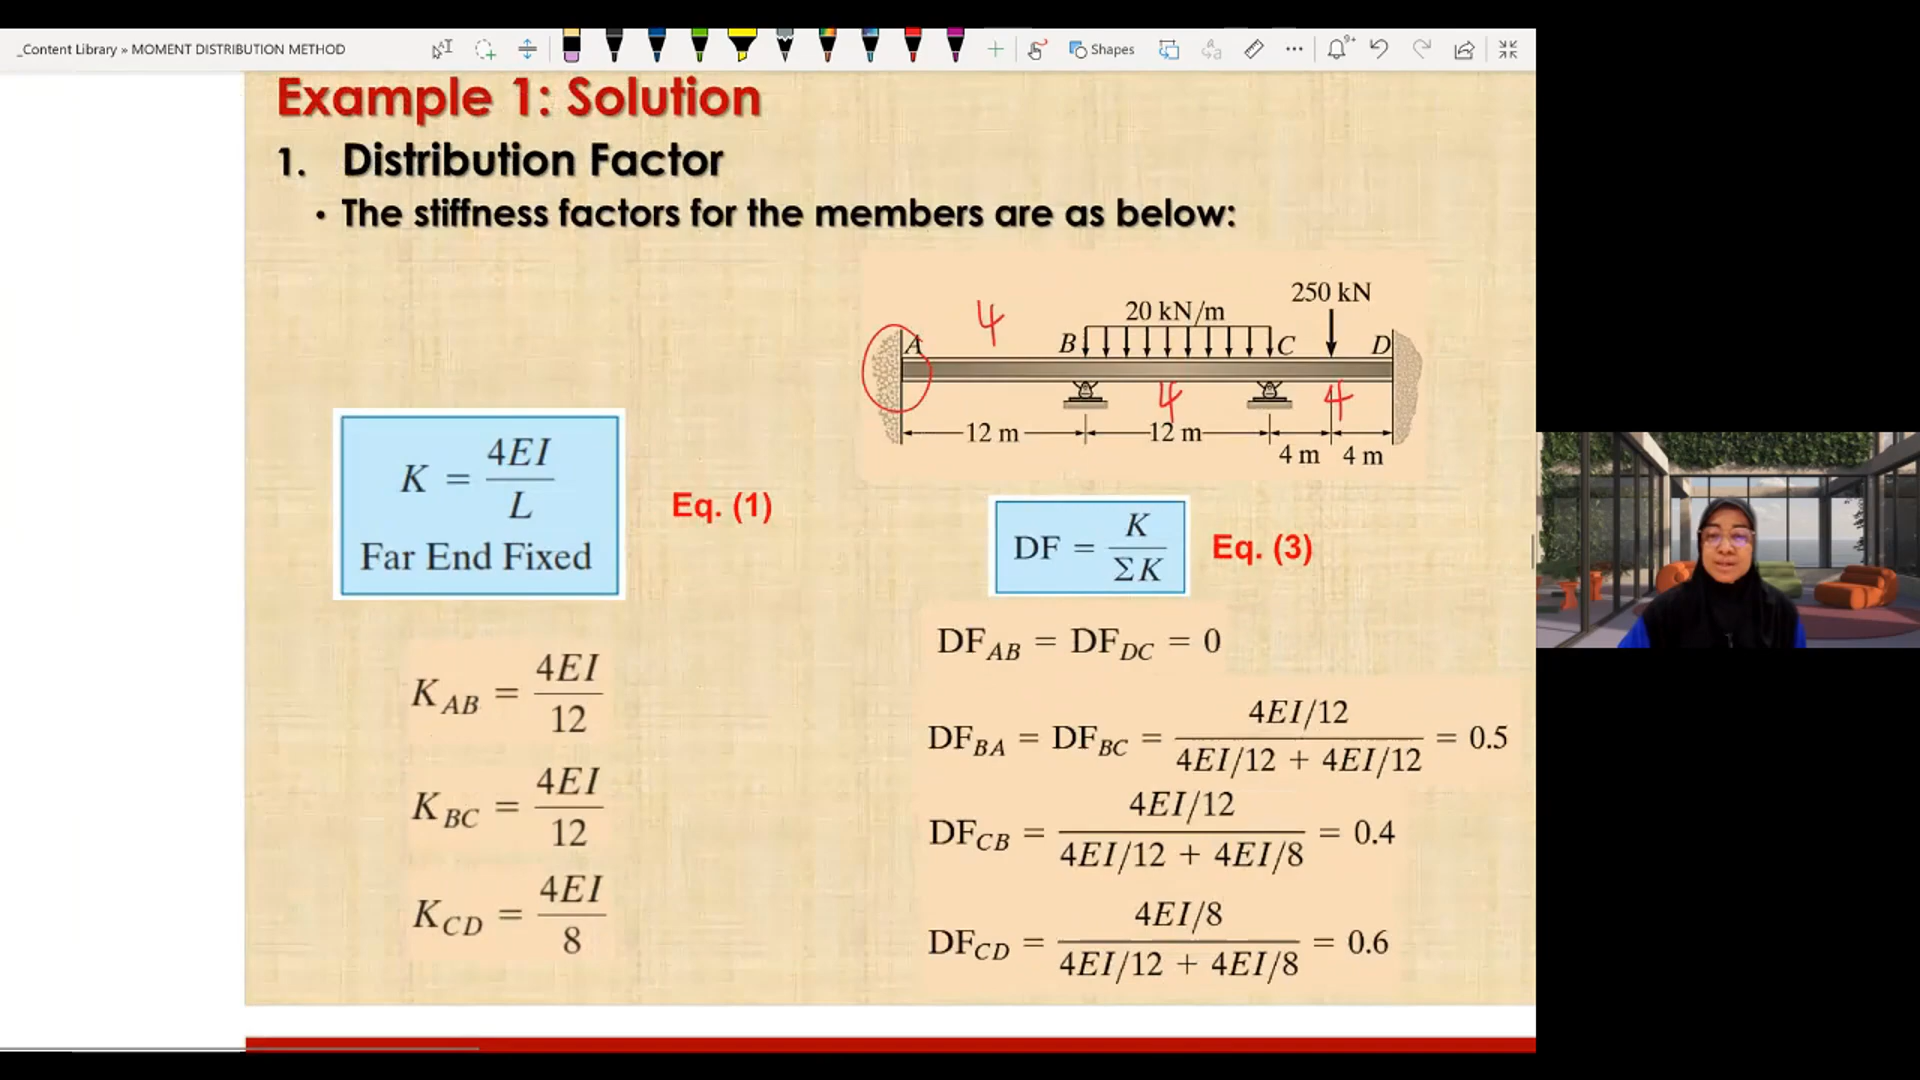 _Content Library » MOMENT DISTRIBUTION METHOD
Shapes
9+
Example 1: Solution
1. Distribution Factor
• The stiffness factors for the members are as below:
250 kN
20 kN/m
4
A B C D
4 4
12 m 12 m
4 m 4 m
K = 4EI / L
Far End Fixed
Eq. (1)
DF = K / ΣK
Eq. (3)
K_AB = 4EI / 12
K_BC = 4EI / 12
K_CD = 4EI / 8
DF_AB = DF_DC = 0
DF_BA = DF_BC = 4EI/12 / 4EI/12 + 4EI/12 = 0.5
DF_CB = 4EI/12 / 4EI/12 + 4EI/8 = 0.4
DF_CD = 4EI/8 / 4EI/12 + 4EI/8 = 0.6